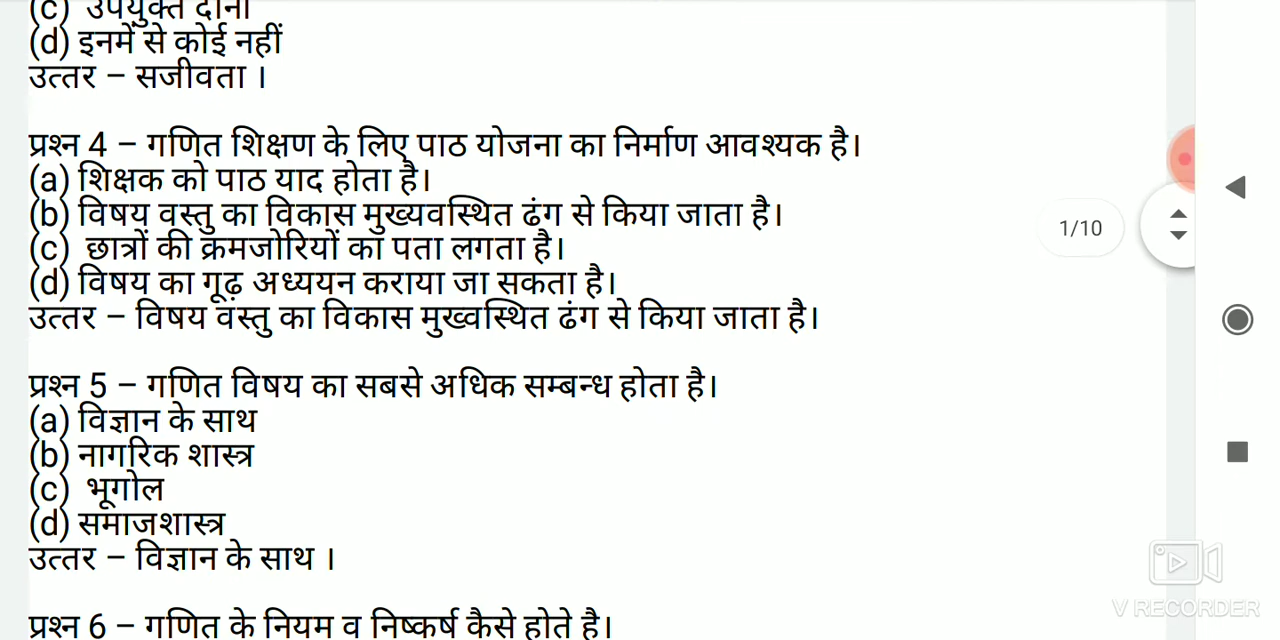 (c) उपर्युक्त दोनों
(d) इनमें से कोई नहीं
उत्तर – सजीवता ।
प्रश्न 4 – गणित शिक्षण के लिए पाठ योजना का निर्माण आवश्यक है।
(a) शिक्षक को पाठ याद होता है।
(b) विषय वस्तु का विकास मुख्यवस्थित ढंग से किया जाता है।
(c) छात्रों की क्रमजोरियों का पता लगता है।
(d) विषय का गूढ़ अध्ययन कराया जा सकता है।
उत्तर – विषय वस्तु का विकास मुख्वस्थित ढंग से किया जाता है।
प्रश्न 5 – गणित विषय का सबसे अधिक सम्बन्ध होता है।
(a) विज्ञान के साथ
(b) नागरिक शास्त्र
(c) भूगोल
(d) समाजशास्त्र
उत्तर – विज्ञान के साथ ।
प्रश्न 6 – गणित के नियम व निष्कर्ष कैसे होते है।
1/10
V RECORDER